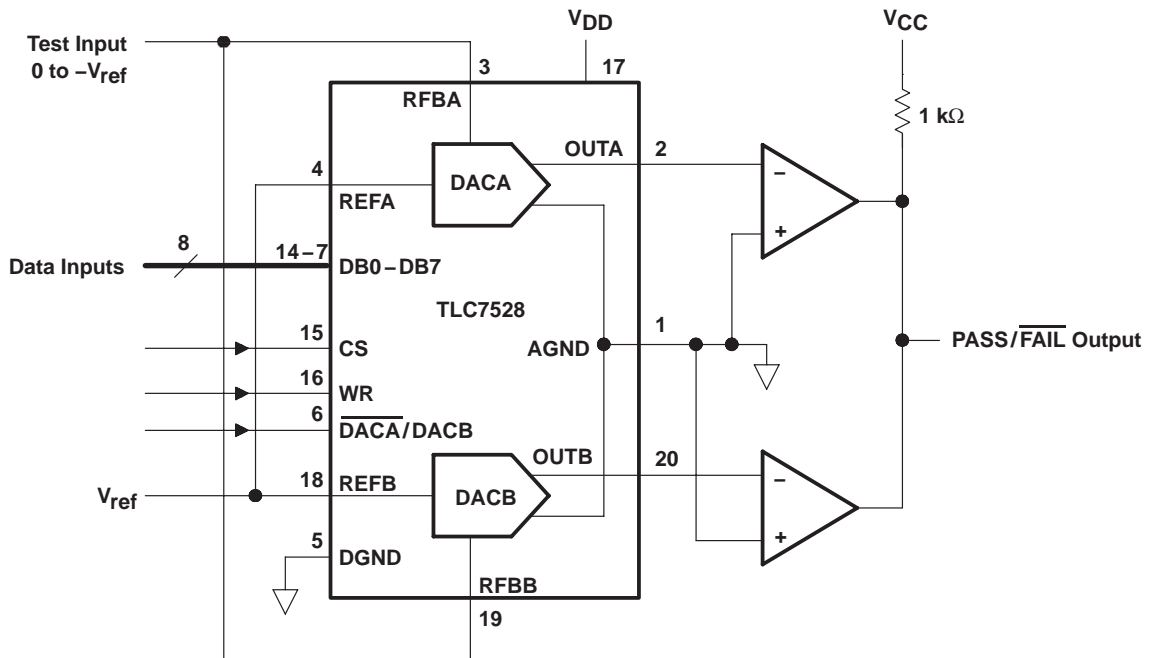 Test Input
0 to –Vref
VDD
VCC
3
17
RFBA
1 kΩ
OUTA
2
4
DACA
–
REFA
+
8
14–7
Data Inputs
DB0–DB7
TLC7528
15
CS
AGND
1
PASS/FAIL Output
16
WR
6
DACA/DACB
OUTB
20
Vref
18
REFB
DACB
–
5
DGND
+
RFBB
19